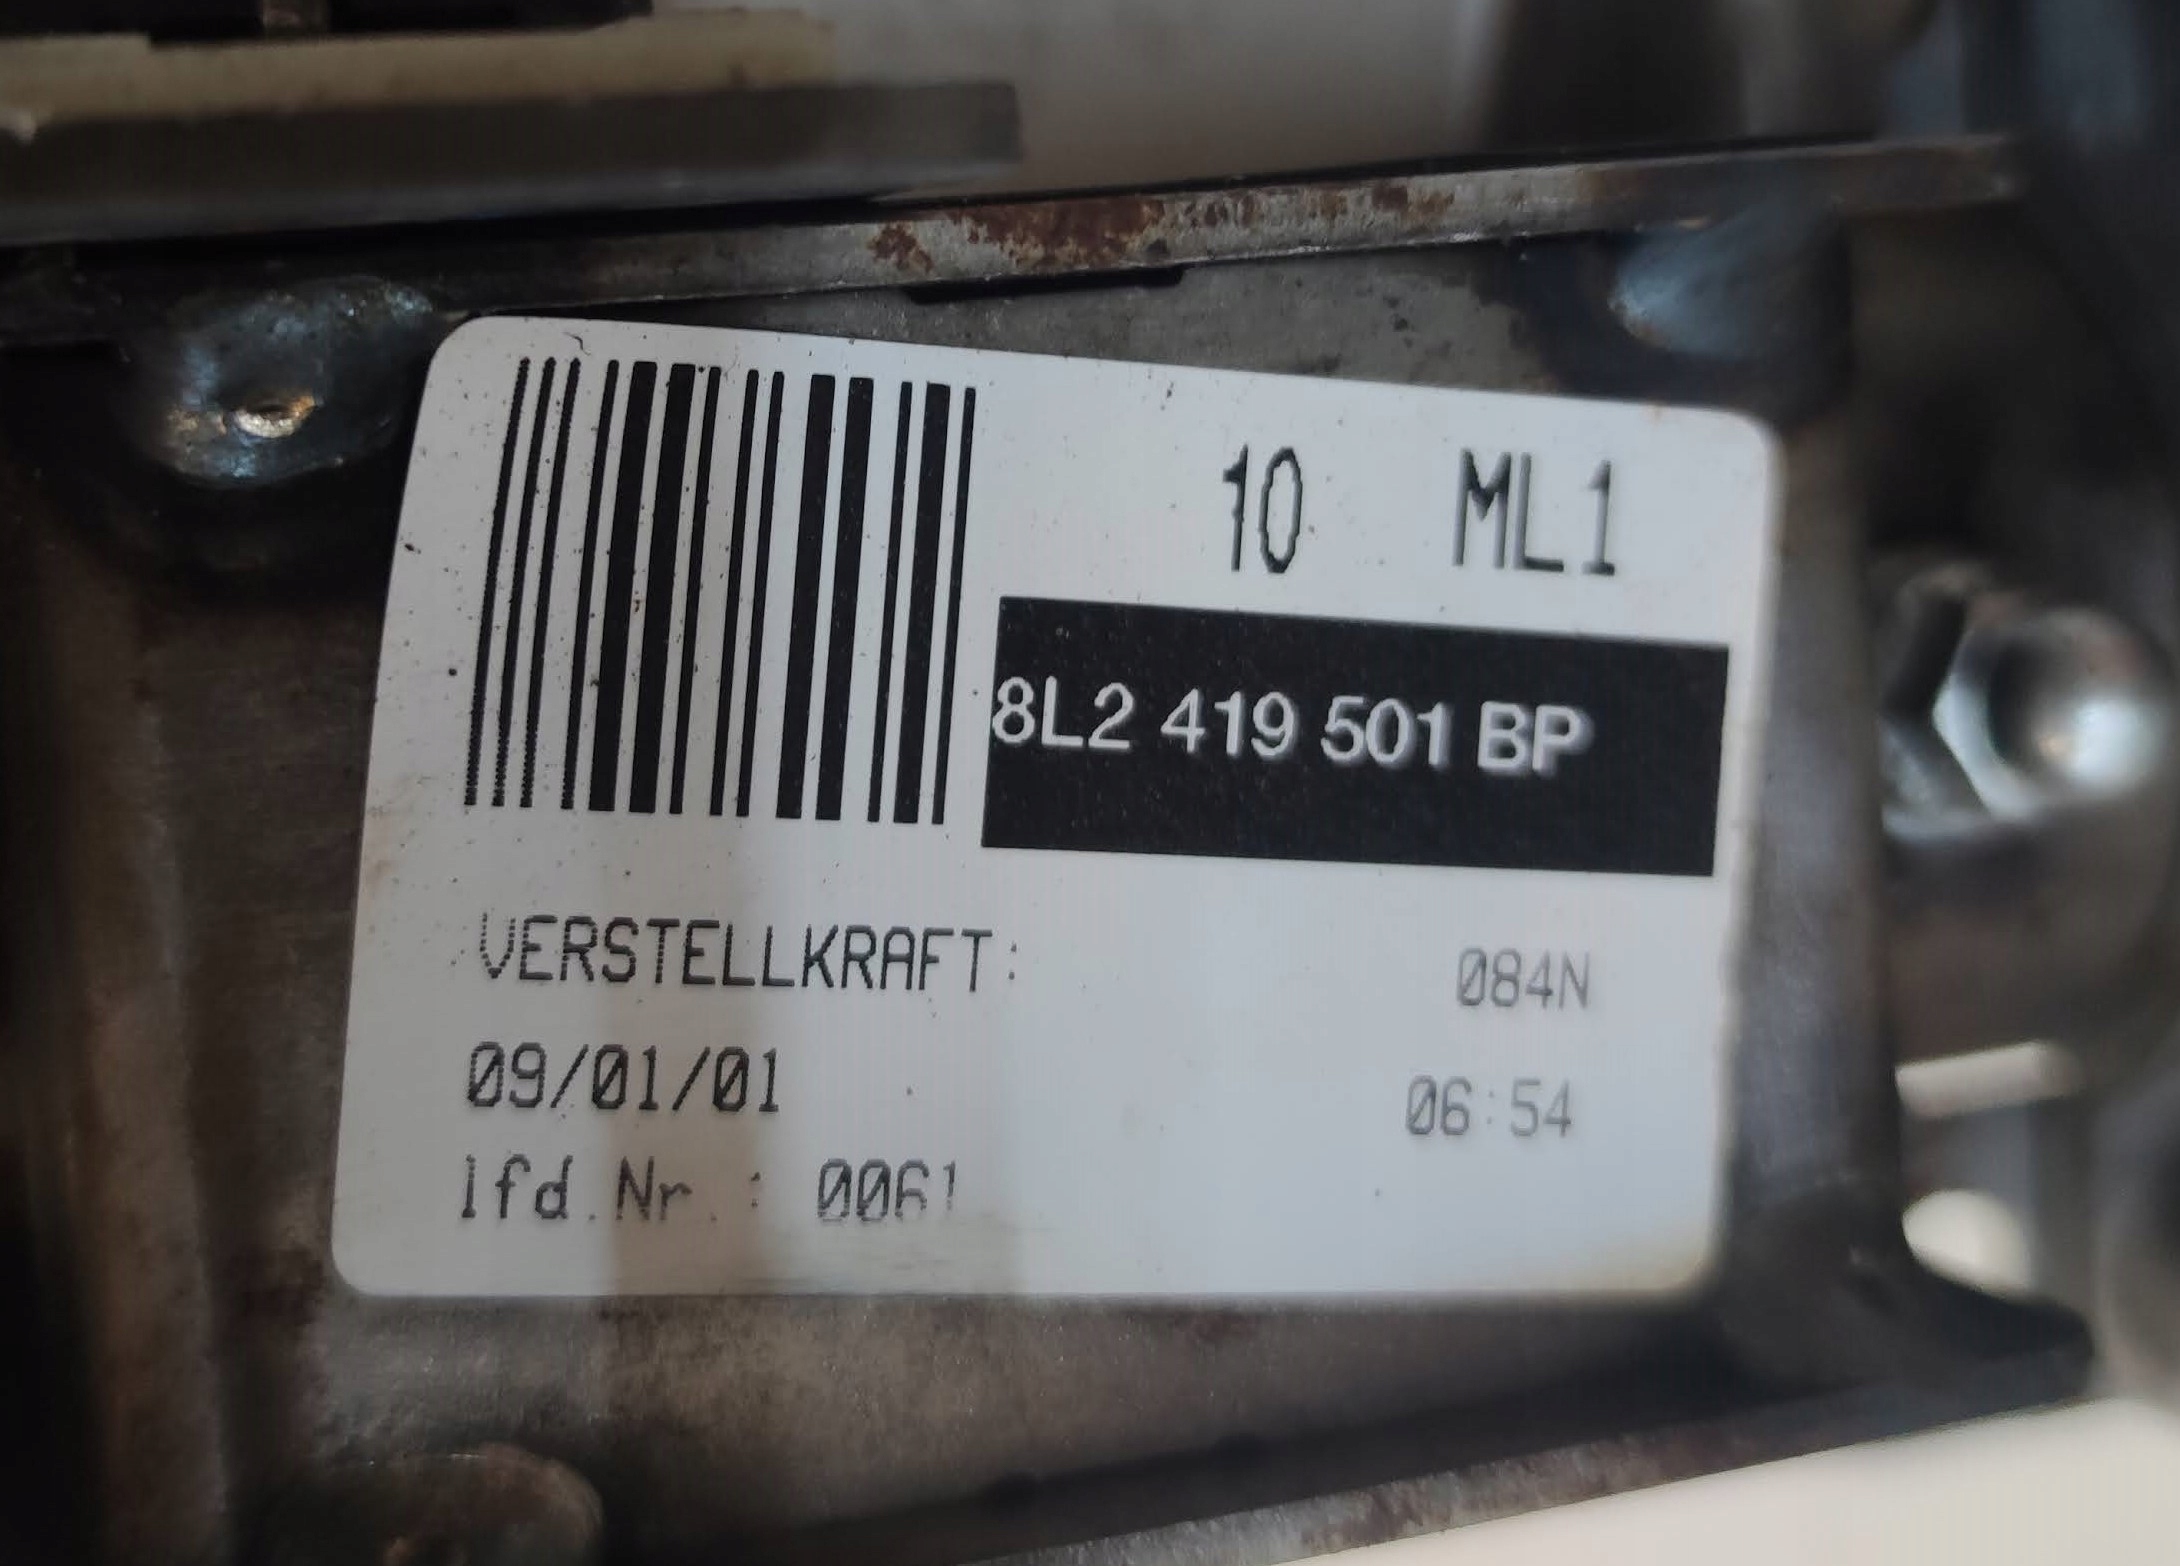 10 ML1
8L2 419 501 BP
VERSTELLKRAFT: 084N
09/01/01 06:54
lfd.Nr.: 0061